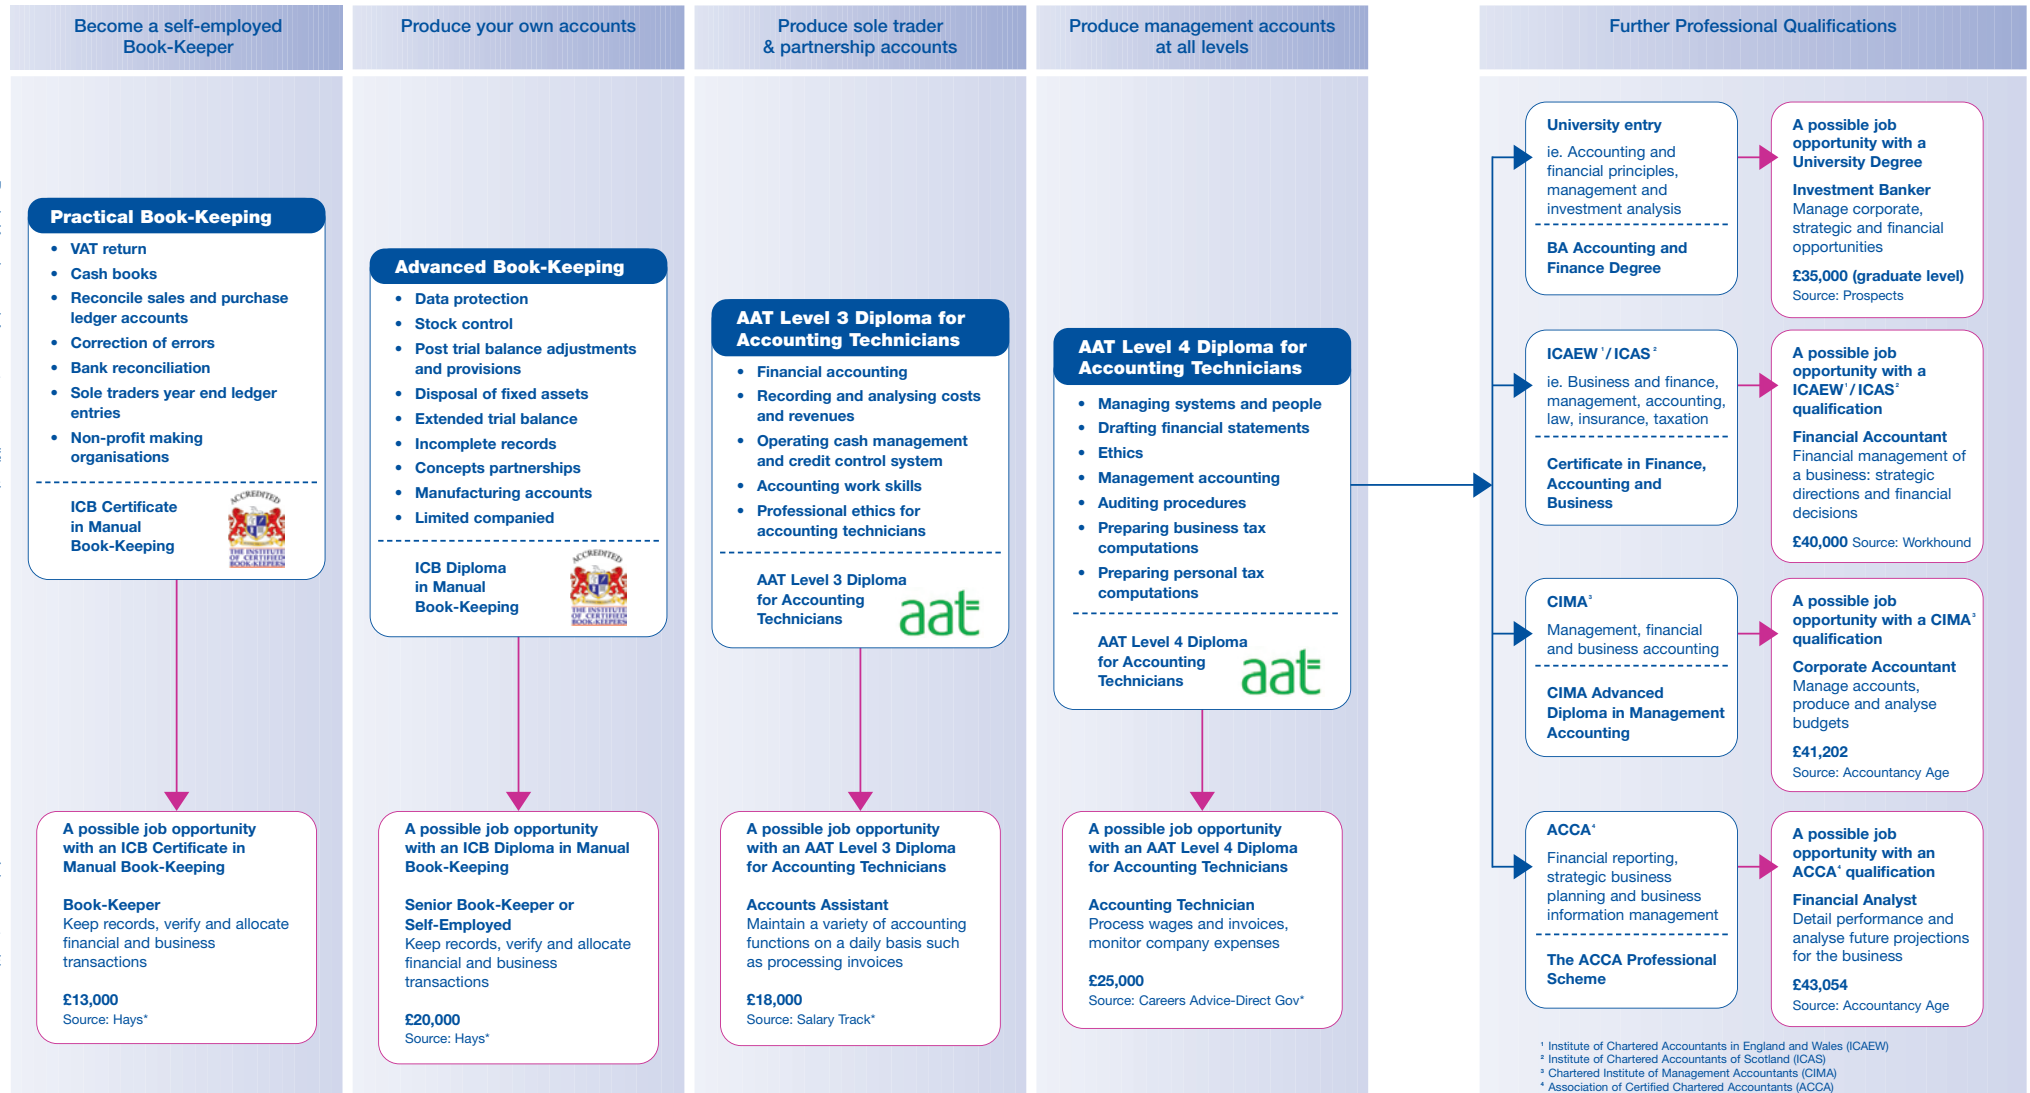 Become a self-employed
Book-Keeper
Produce your own accounts
Produce sole trader
& partnership accounts
Produce management accounts
at all levels
Further Professional Qualifications
Practical Book-Keeping
• VAT return
• Cash books
• Reconcile sales and purchase
ledger accounts
• Correction of errors
• Bank reconciliation
• Sole traders year end ledger
entries
• Non-profit making
organisations
ICB Certificate
in Manual
Book-Keeping
ACCREDITED
THE INSTITUTE
OF CERTIFIED
BOOK-KEEPERS
A possible job opportunity
with an ICB Certificate in
Manual Book-Keeping
Book-Keeper
Keep records, verify and allocate
financial and business
transactions
£13,000
Source: Hays*
Advanced Book-Keeping
• Data protection
• Stock control
• Post trial balance adjustments
and provisions
• Disposal of fixed assets
• Extended trial balance
• Incomplete records
• Concepts partnerships
• Manufacturing accounts
• Limited companied
ICB Diploma
in Manual
Book-Keeping
ACCREDITED
THE INSTITUTE
OF CERTIFIED
BOOK-KEEPERS
A possible job opportunity
with an ICB Diploma in Manual
Book-Keeping
Senior Book-Keeper or
Self-Employed
Keep records, verify and allocate
financial and business
transactions
£20,000
Source: Hays*
AAT Level 3 Diploma for
Accounting Technicians
• Financial accounting
• Recording and analysing costs
and revenues
• Operating cash management
and credit control system
• Accounting work skills
• Professional ethics for
accounting technicians
AAT Level 3 Diploma
for Accounting
Technicians
aat
A possible job opportunity
with an AAT Level 3 Diploma
for Accounting Technicians
Accounts Assistant
Maintain a variety of accounting
functions on a daily basis such
as processing invoices
£18,000
Source: Salary Track*
AAT Level 4 Diploma for
Accounting Technicians
• Managing systems and people
• Drafting financial statements
• Ethics
• Management accounting
• Auditing procedures
• Preparing business tax
computations
• Preparing personal tax
computations
AAT Level 4 Diploma
for Accounting
Technicians
aat
A possible job opportunity
with an AAT Level 4 Diploma
for Accounting Technicians
Accounting Technician
Process wages and invoices,
monitor company expenses
£25,000
Source: Careers Advice-Direct Gov*
University entry
ie. Accounting and
financial principles,
management and
investment analysis
BA Accounting and
Finance Degree
A possible job
opportunity with a
University Degree
Investment Banker
Manage corporate,
strategic and financial
opportunities
£35,000 (graduate level)
Source: Prospects
ICAEW¹/ICAS²
ie. Business and finance,
management, accounting,
law, insurance, taxation
Certificate in Finance,
Accounting and
Business
A possible job
opportunity with a
ICAEW¹/ICAS²
qualification
Financial Accountant
Financial management of
a business: strategic
directions and financial
decisions
£40,000 Source: Workhound
CIMA³
Management, financial
and business accounting
CIMA Advanced
Diploma in Management
Accounting
A possible job
opportunity with a CIMA³
qualification
Corporate Accountant
Manage accounts,
produce and analyse
budgets
£41,202
Source: Accountancy Age
ACCA⁴
Financial reporting,
strategic business
planning and business
information management
The ACCA Professional
Scheme
A possible job
opportunity with an
ACCA⁴ qualification
Financial Analyst
Detail performance and
analyse future projections
for the business
£43,054
Source: Accountancy Age
¹ Institute of Chartered Accountants in England and Wales (ICAEW)
² Institute of Chartered Accountants of Scotland (ICAS)
³ Chartered Institute of Management Accountants (CIMA)
⁴ Association of Certified Chartered Accountants (ACCA)